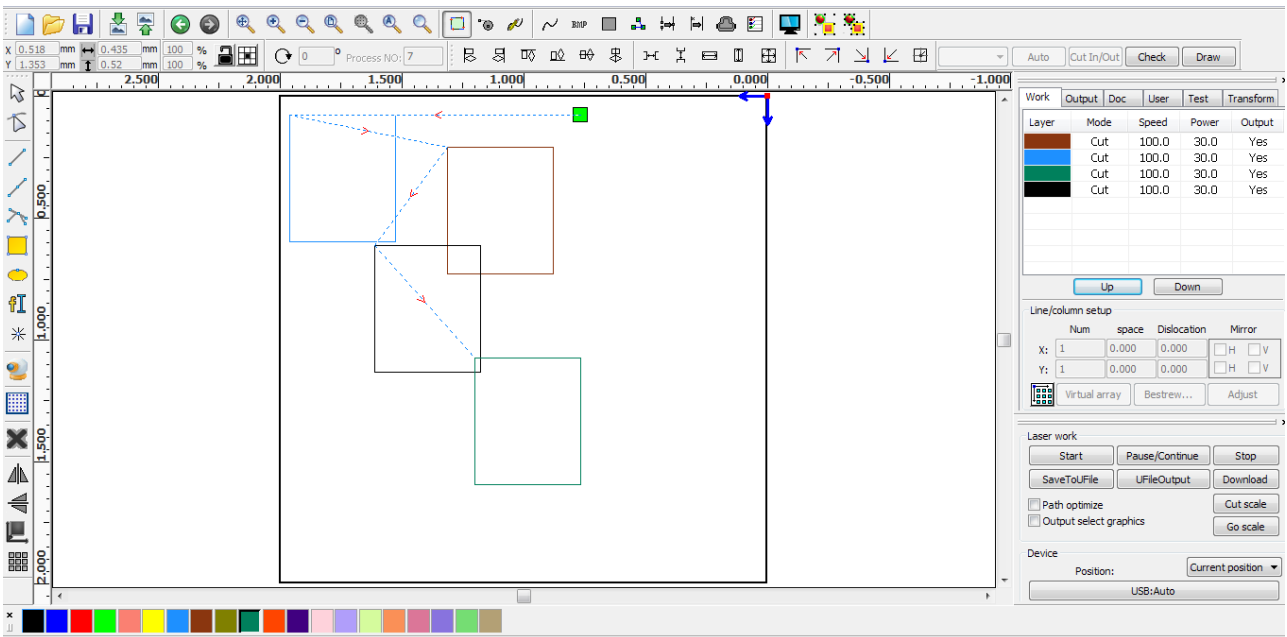 BMP
X 0.518 mm 0.435 mm 100 %
Y 1.353 mm 0.52 mm 100 %
0 ° Process NO: 7
Auto Cut In/Out Check Draw
2.500 2.000 1.500 1.000 0.500 0.000 -0.500 -1.000
0
0.500
1.000
1.500
2.000
Work Output Doc User Test Transform
Layer Mode Speed Power Output
Cut 100.0 30.0 Yes
Cut 100.0 30.0 Yes
Cut 100.0 30.0 Yes
Cut 100.0 30.0 Yes
Up Down
Line/column setup
Num space Dislocation Mirror
X: 1 0.000 0.000 H V
Y: 1 0.000 0.000 H V
Virtual array Bestrew... Adjust
Laser work
Start Pause/Continue Stop
SaveToUFile UFileOutput Download
Path optimize Cut scale
Output select graphics Go scale
Device
Position: Current position
USB:Auto